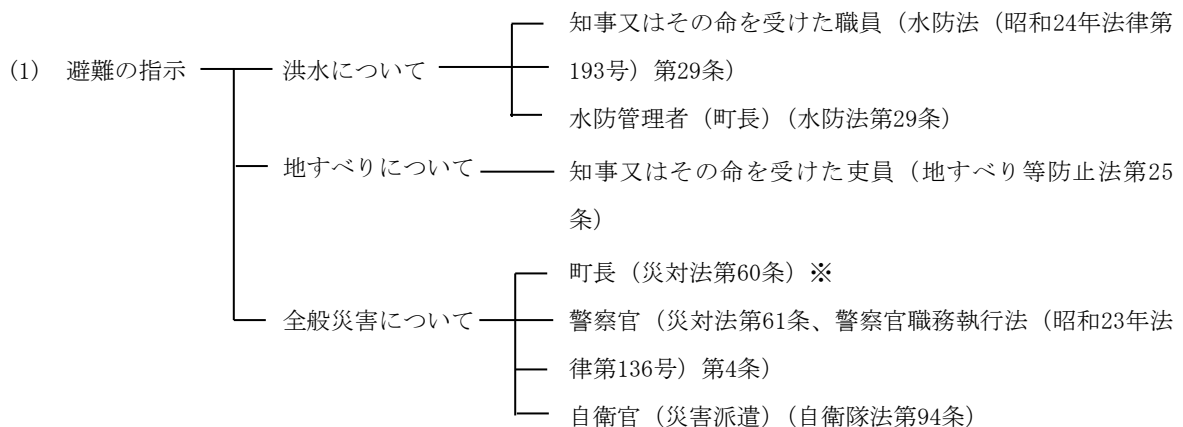 知事又はその命を受けた職員（水防法（昭和24年法律第
(1) 避難の指示
洪水について
193号）第29条）
水防管理者（町長）（水防法第29条）
地すべりについて
知事又はその命を受けた吏員（地すべり等防止法第25
条）
町長（災対法第60条）※
全般災害について
警察官（災対法第61条、警察官職務執行法（昭和23年法
律第136号）第4条）
自衛官（災害派遣）（自衛隊法第94条）